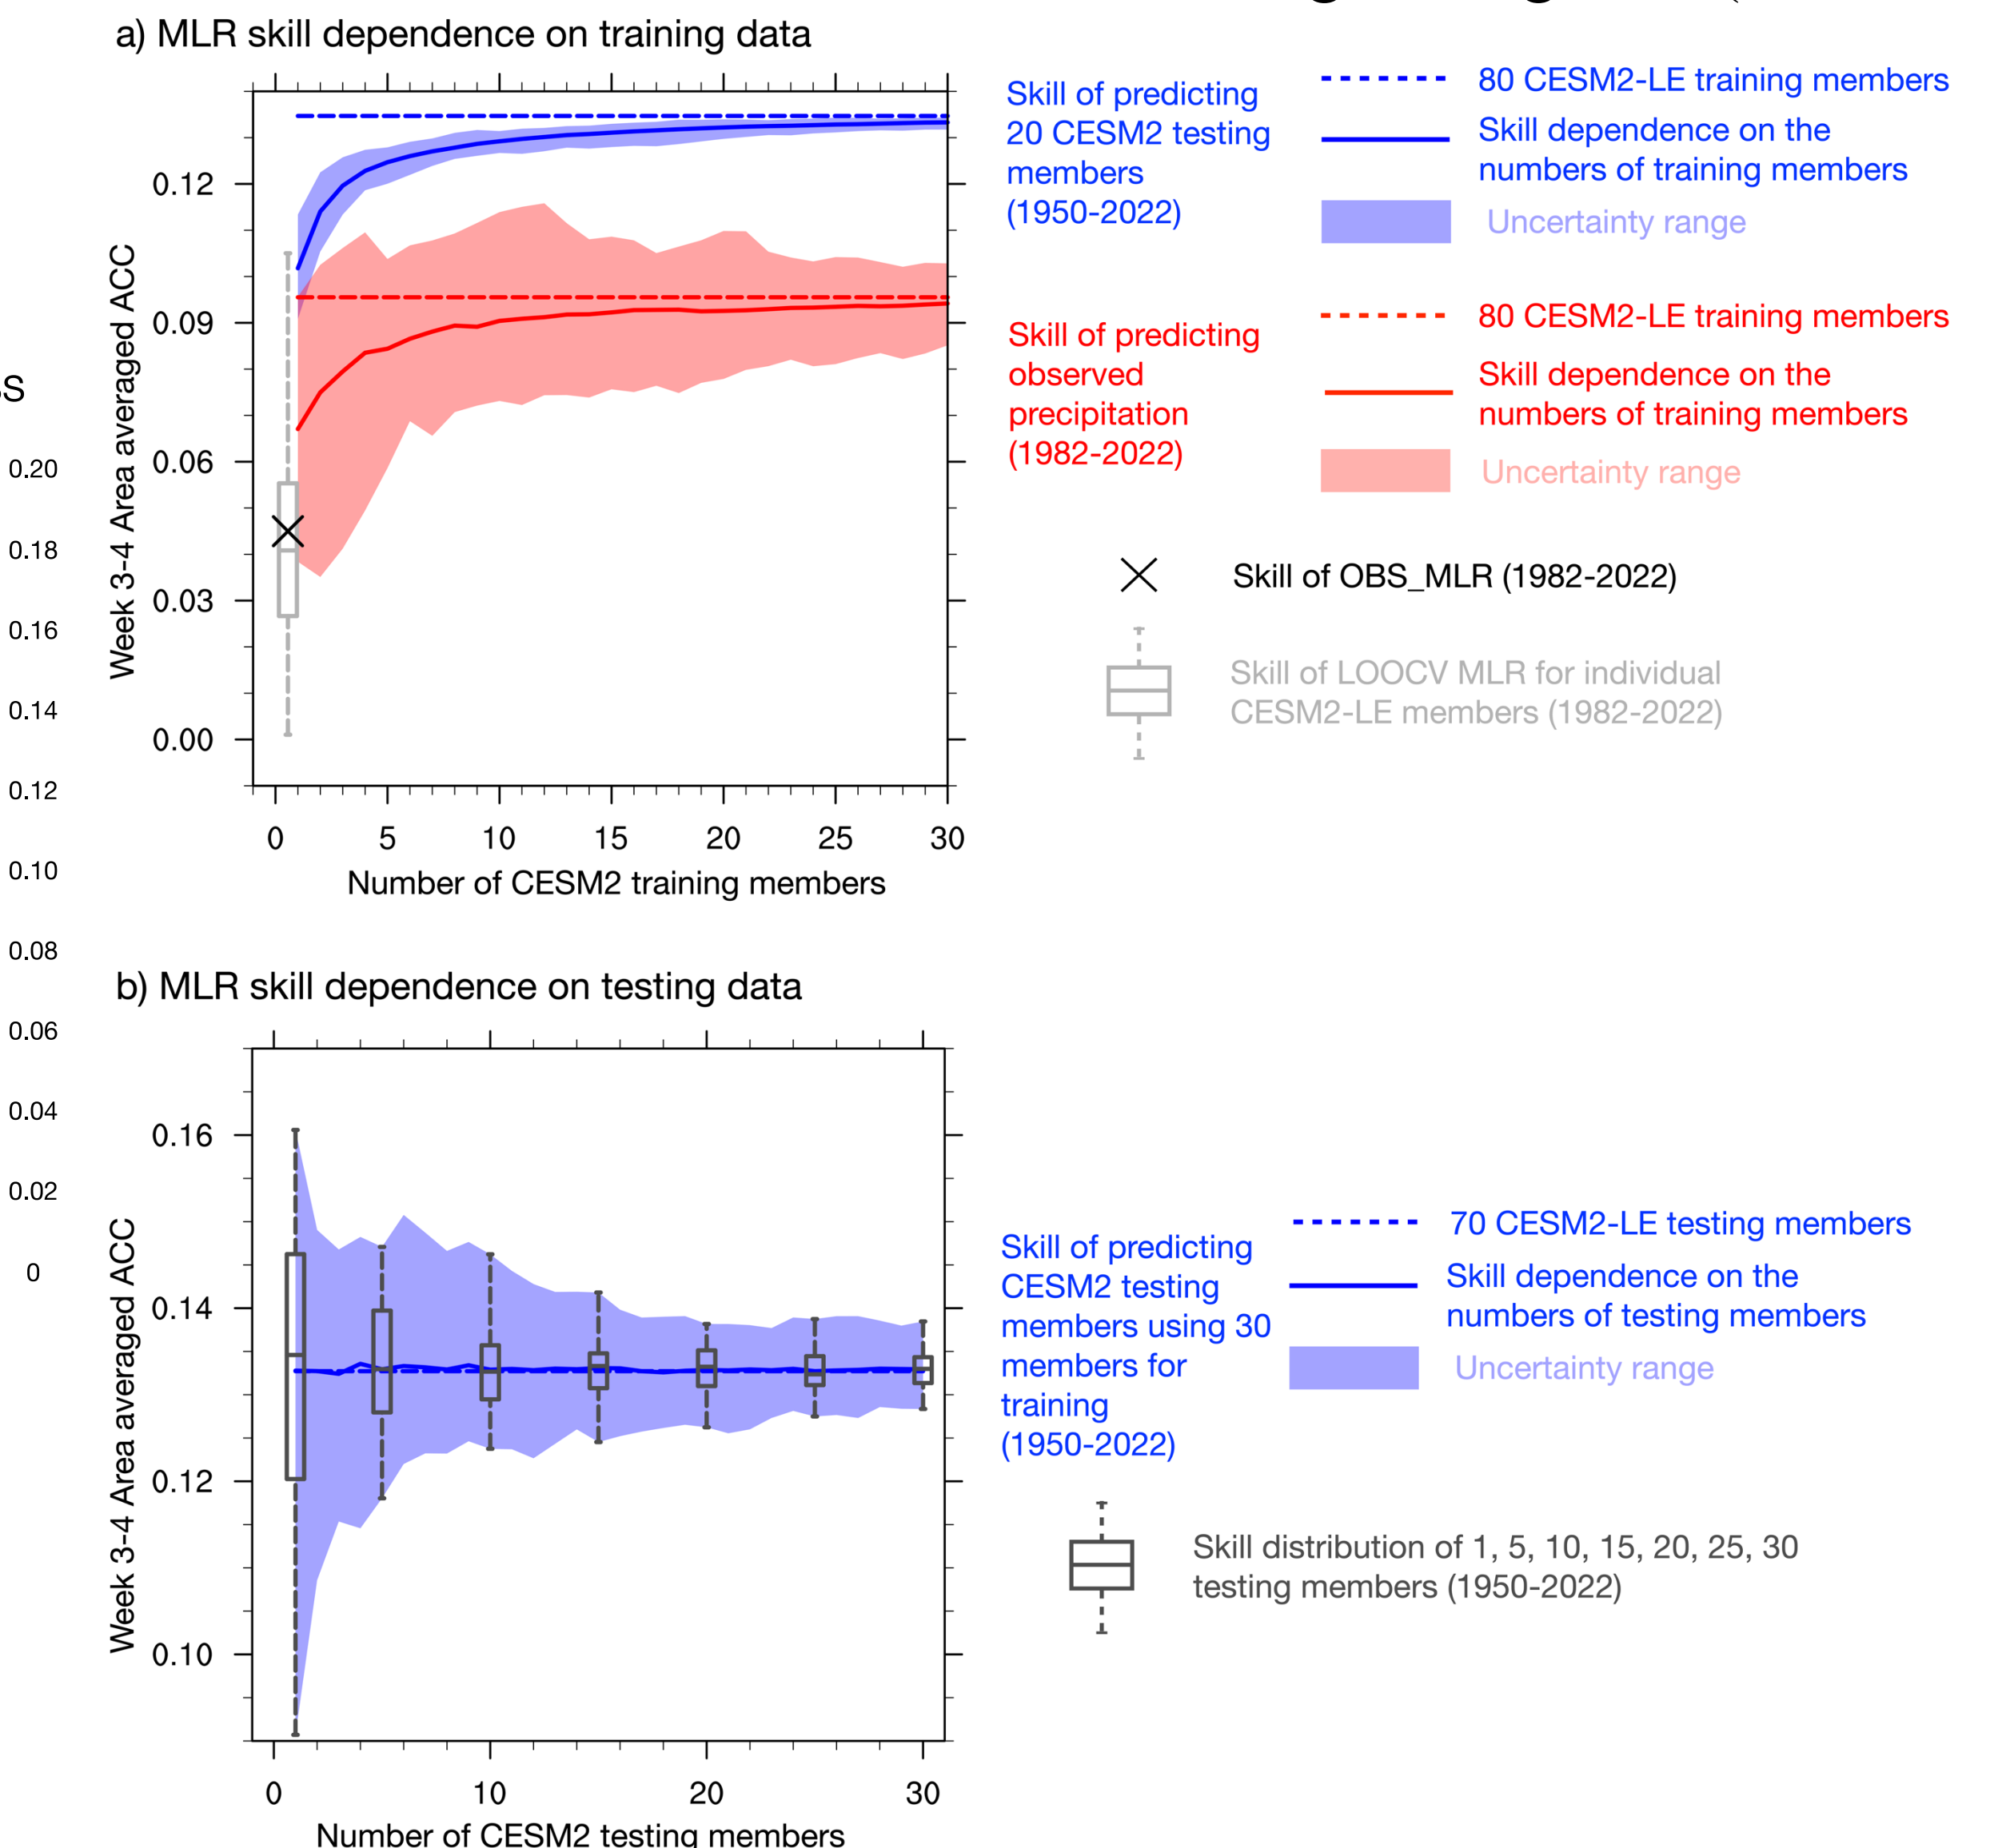 a) MLR skill dependence on training data
Week 3-4 Area averaged ACC
0.12
0.09
0.06
0.03
0.00
0 5 10 15 20 25 30
Number of CESM2 training members
Skill of predicting
20 CESM2 testing
members
(1950-2022)
80 CESM2-LE training members
Skill dependence on the
numbers of training members
Uncertainty range
Skill of predicting
observed
precipitation
(1982-2022)
80 CESM2-LE training members
Skill dependence on the
numbers of training members
Uncertainty range
Skill of OBS_MLR (1982-2022)
Skill of LOOCV MLR for individual
CESM2-LE members (1982-2022)
0.20
0.18
0.16
0.14
0.12
0.10
0.08
0.06
0.04
0.02
0
b) MLR skill dependence on testing data
Week 3-4 Area averaged ACC
0.16
0.14
0.12
0.10
0 10 20 30
Number of CESM2 testing members
Skill of predicting
CESM2 testing
members using 30
members for
training
(1950-2022)
70 CESM2-LE testing members
Skill dependence on the
numbers of testing members
Uncertainty range
Skill distribution of 1, 5, 10, 15, 20, 25, 30
testing members (1950-2022)